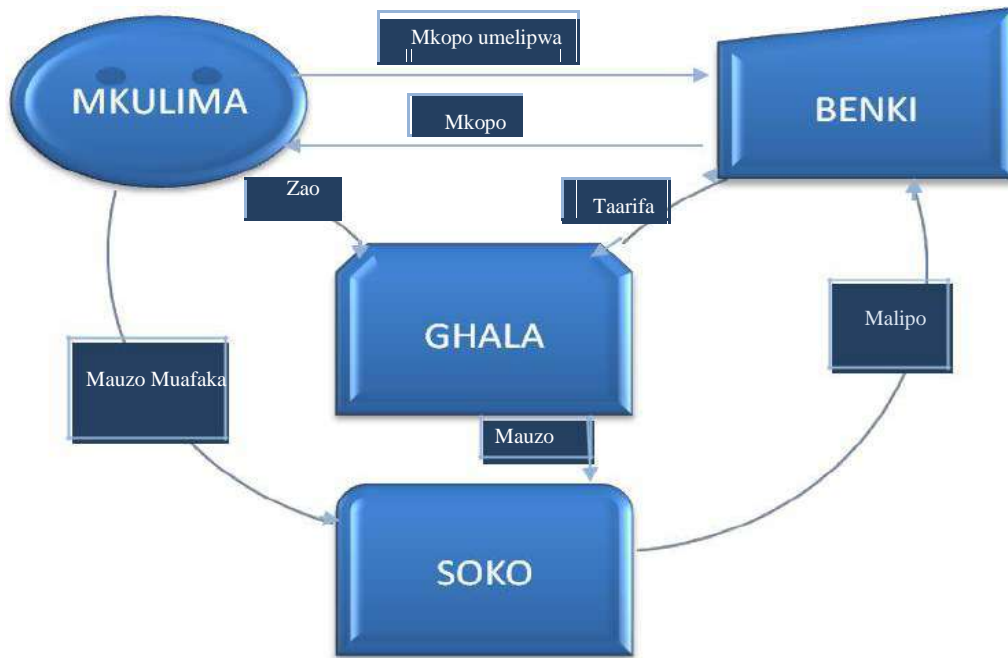 Mkopo umelipwa
MKULIMA
BENKI
Mkopo
Zao
Taarifa
GHALA
Malipo
Mauzo Muafaka
Mauzo
SOKO